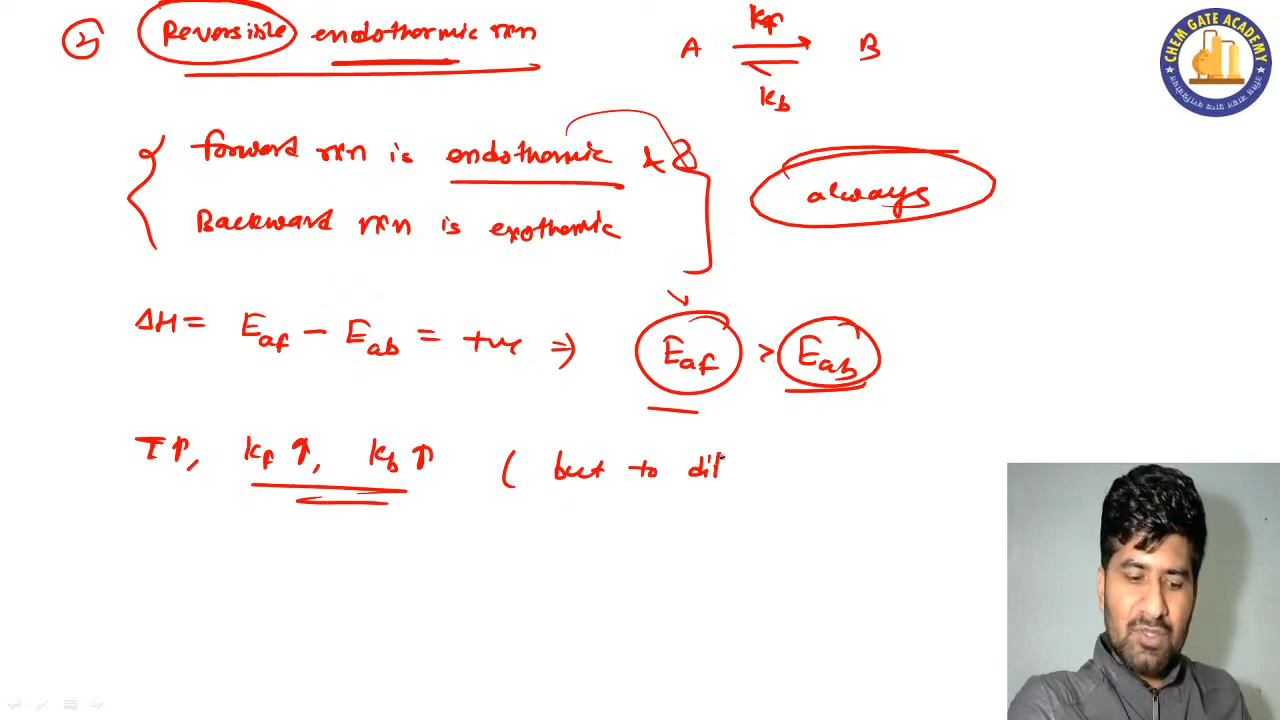 ② Reversible endothermic rxn
A ⇌ B
kf
kb
CHEM GATE ACADEMY
forward rxn is endothermic &
Backward rxn is exothermic
always
ΔH = Eaf - Eab = +ve ⇒ Eaf > Eab
T↑, kf ↑, kb ↑ ( but to dif